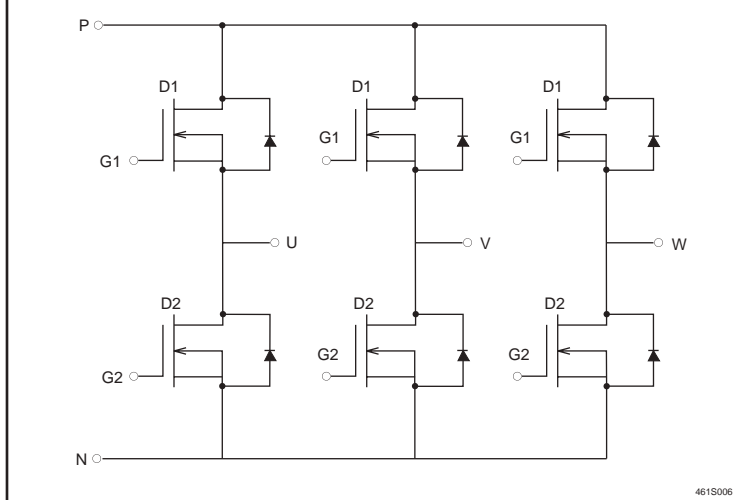 P
D1 D1 D1
G1 G1 G1
U V W
D2 D2 D2
G2 G2 G2
N
461S006